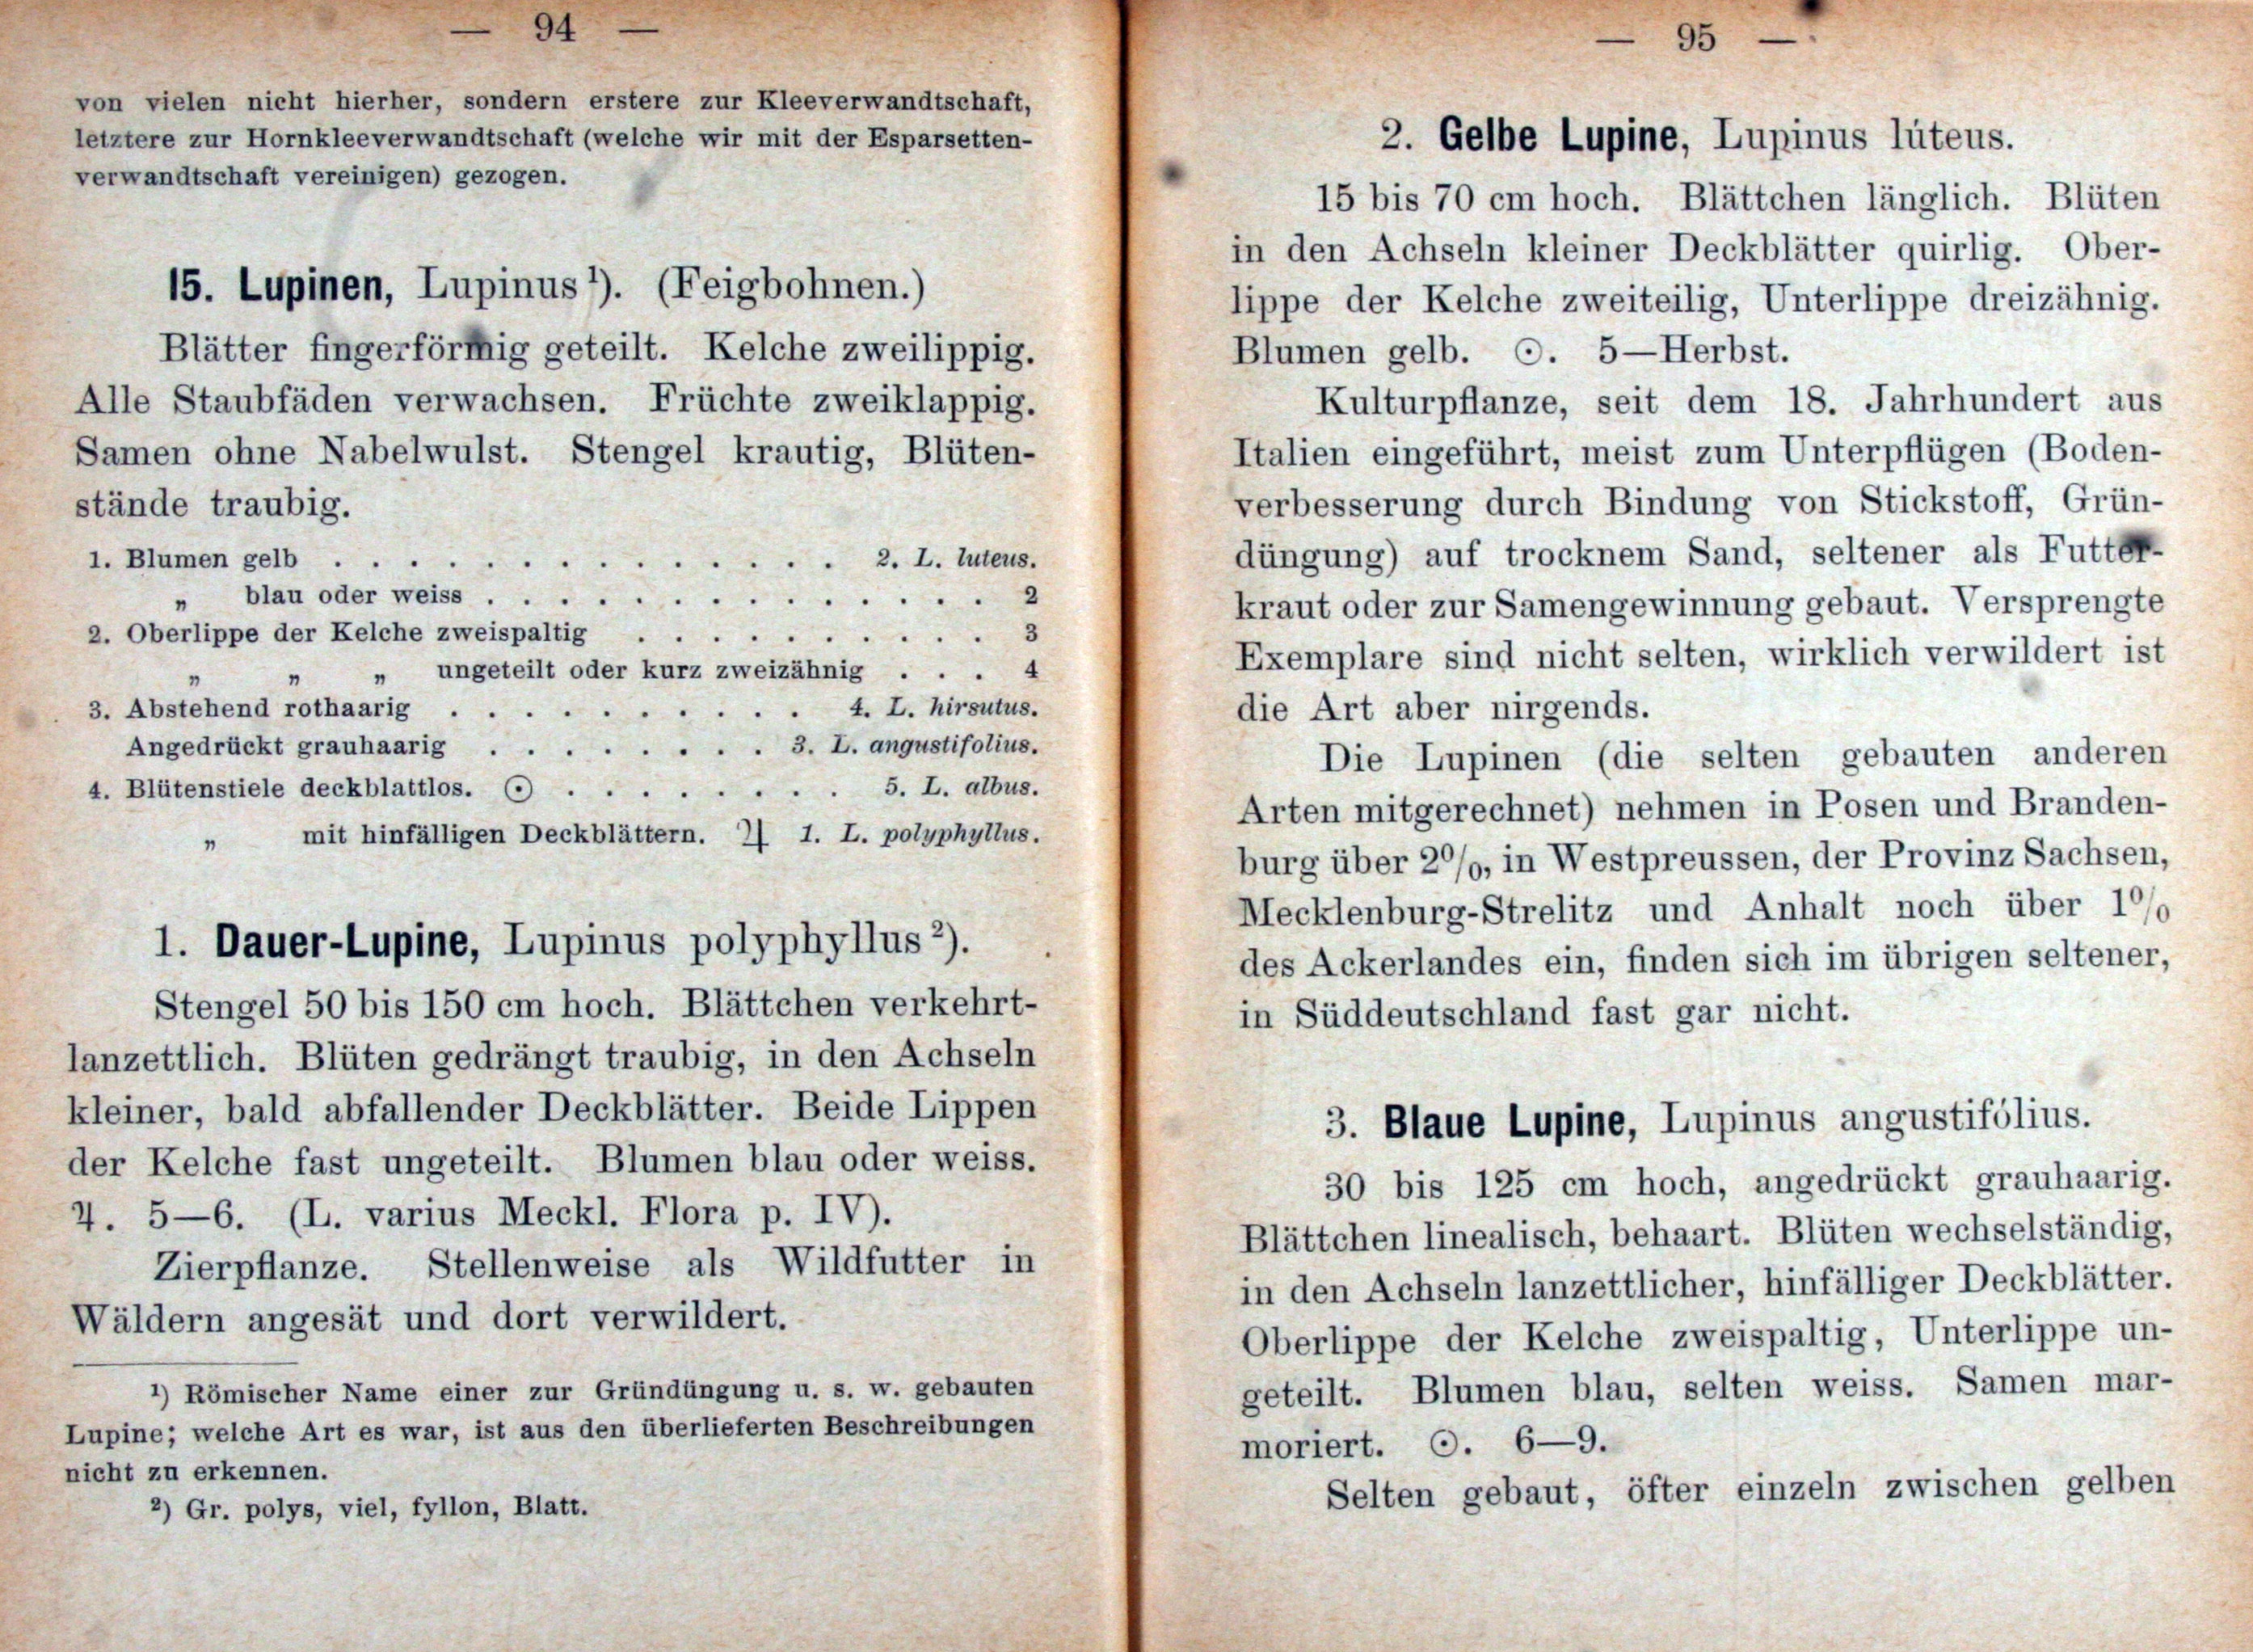 — 94 —
von vielen nicht hierher, sondern erstere zur Kleeverwandtschaft,
letztere zur Hornkleeverwandtschaft (welche wir mit der Esparsetten-
verwandtschaft vereinigen) gezogen.
15. Lupinen, Lupinus ¹). (Feigbohnen.)
Blätter fingerförmig geteilt. Kelche zweilippig.
Alle Staubfäden verwachsen. Früchte zweiklappig.
Samen ohne Nabelwulst. Stengel krautig, Blüten-
stände traubig.
1. Blumen gelb . . . . . . . . . . . . . . 2. L. luteus.
„ blau oder weiss . . . . . . . . . . . . . . 2
2. Oberlippe der Kelche zweispaltig . . . . . . . . . . 3
„ „ „ ungeteilt oder kurz zweizähnig . . . 4
3. Abstehend rothaarig . . . . . . . . . . 4. L. hirsutus.
Angedrückt grauhaarig . . . . . . . . 3. L. angustifolius.
4. Blütenstiele deckblattlos. ⊙ . . . . . . . . 5. L. albus.
„ mit hinfälligen Deckblättern. ♃ 1. L. polyphyllus.
1. Dauer-Lupine, Lupinus polyphyllus ²).
Stengel 50 bis 150 cm hoch. Blättchen verkehrt-
lanzettlich. Blüten gedrängt traubig, in den Achseln
kleiner, bald abfallender Deckblätter. Beide Lippen
der Kelche fast ungeteilt. Blumen blau oder weiss.
♃. 5—6. (L. varius Meckl. Flora p. IV).
Zierpflanze. Stellenweise als Wildfutter in
Wäldern angesät und dort verwildert.
¹) Römischer Name einer zur Gründüngung u. s. w. gebauten
Lupine; welche Art es war, ist aus den überlieferten Beschreibungen
nicht zu erkennen.
²) Gr. polys, viel, fyllon, Blatt.
— 95 —
2. Gelbe Lupine, Lupinus lúteus.
15 bis 70 cm hoch. Blättchen länglich. Blüten
in den Achseln kleiner Deckblätter quirlig. Ober-
lippe der Kelche zweiteilig, Unterlippe dreizähnig.
Blumen gelb. ⊙. 5—Herbst.
Kulturpflanze, seit dem 18. Jahrhundert aus
Italien eingeführt, meist zum Unterpflügen (Boden-
verbesserung durch Bindung von Stickstoff, Grün-
düngung) auf trocknem Sand, seltener als Futter-
kraut oder zur Samengewinnung gebaut. Versprengte
Exemplare sind nicht selten, wirklich verwildert ist
die Art aber nirgends.
Die Lupinen (die selten gebauten anderen
Arten mitgerechnet) nehmen in Posen und Branden-
burg über 2⁰/₀, in Westpreussen, der Provinz Sachsen,
Mecklenburg-Strelitz und Anhalt noch über 1⁰/₀
des Ackerlandes ein, finden sich im übrigen seltener,
in Süddeutschland fast gar nicht.
3. Blaue Lupine, Lupinus angustifólius.
30 bis 125 cm hoch, angedrückt grauhaarig.
Blättchen linealisch, behaart. Blüten wechselständig,
in den Achseln lanzettlicher, hinfälliger Deckblätter.
Oberlippe der Kelche zweispaltig, Unterlippe un-
geteilt. Blumen blau, selten weiss. Samen mar-
moriert. ⊙. 6—9.
Selten gebaut, öfter einzeln zwischen gelben